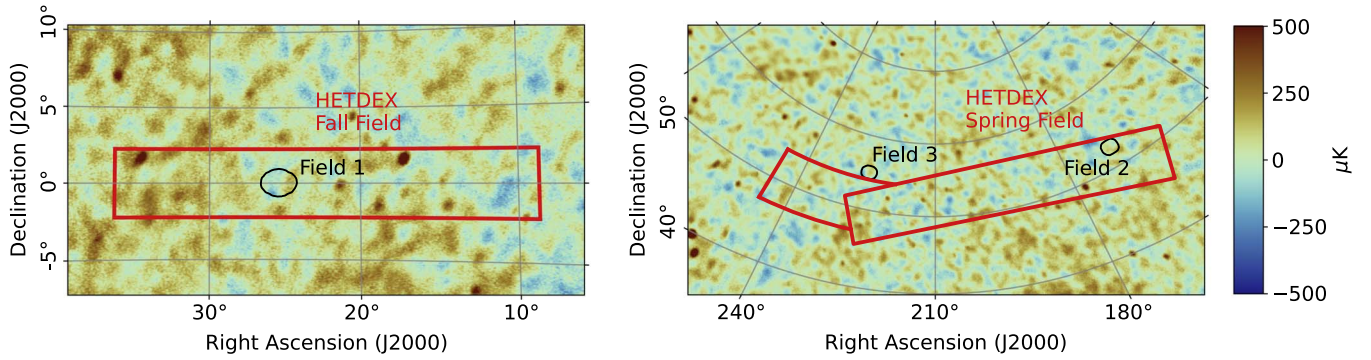 10°
5°
0°
-5°
Declination (J2000)
HETDEX
Fall Field
Field 1
30°
20°
10°
Right Ascension (J2000)
50°
40°
Declination (J2000)
HETDEX
Spring Field
Field 3
Field 2
240°
210°
180°
Right Ascension (J2000)
500
250
0
−250
−500
μK